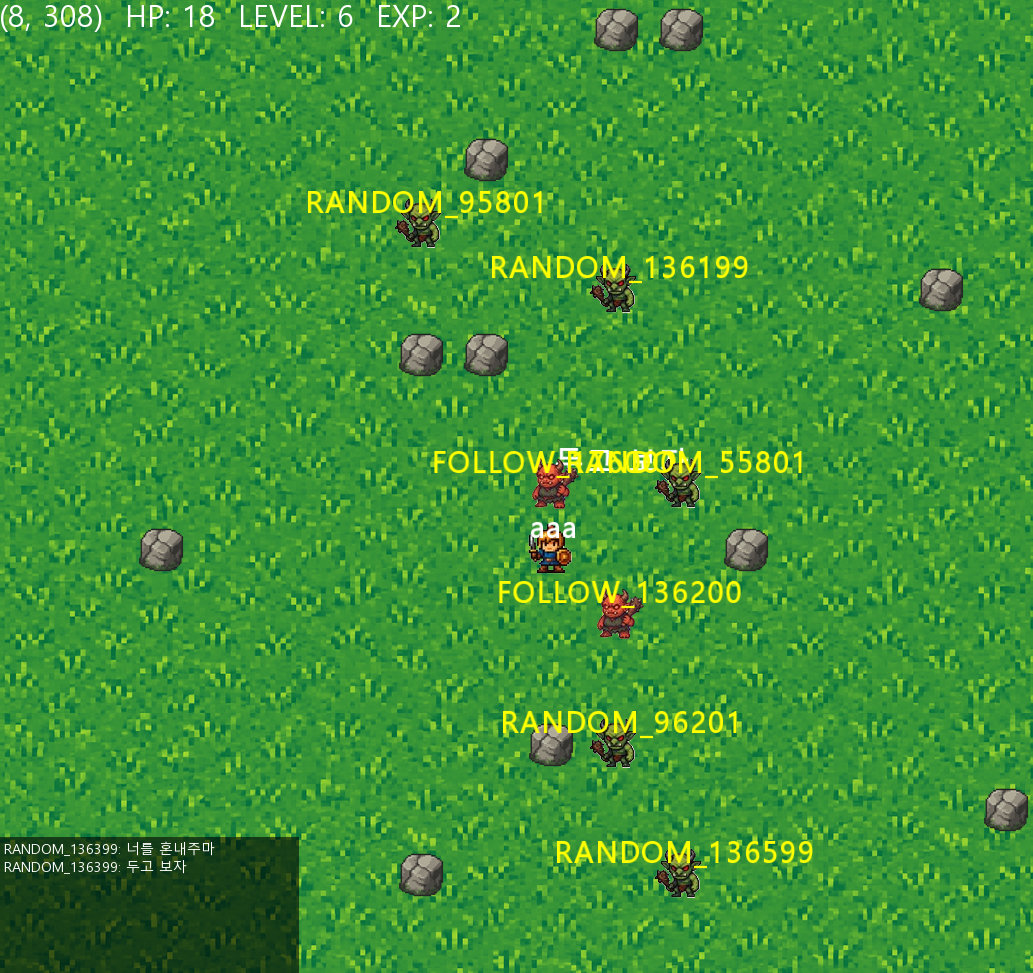 (8, 308) HP: 18 LEVEL: 6 EXP: 2
RANDOM_95801
RANDOM_136199
FOLLOW_
RANDOM_55801
aaa
FOLLOW_136200
RANDOM_96201
RANDOM_136599
RANDOM_136399: 너를 혼내주마
RANDOM_136399: 두고 보자